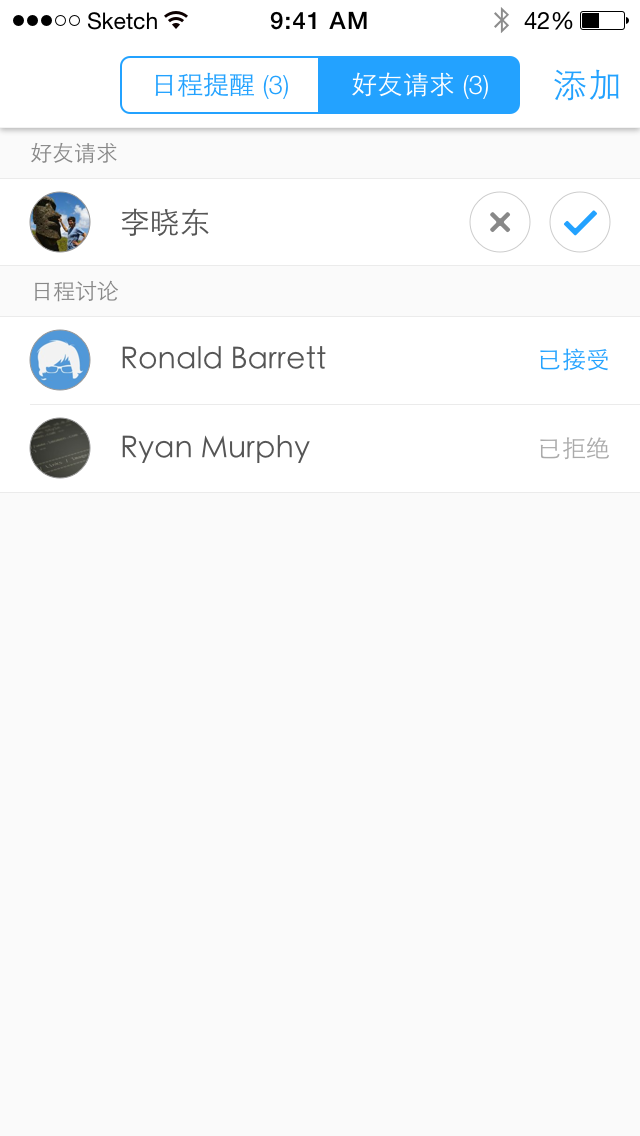 Sketch 9:41 AM 42%
日程提醒 (3) 好友请求 (3) 添加
好友请求
李晓东
日程讨论
Ronald Barrett 已接受
Ryan Murphy 已拒绝